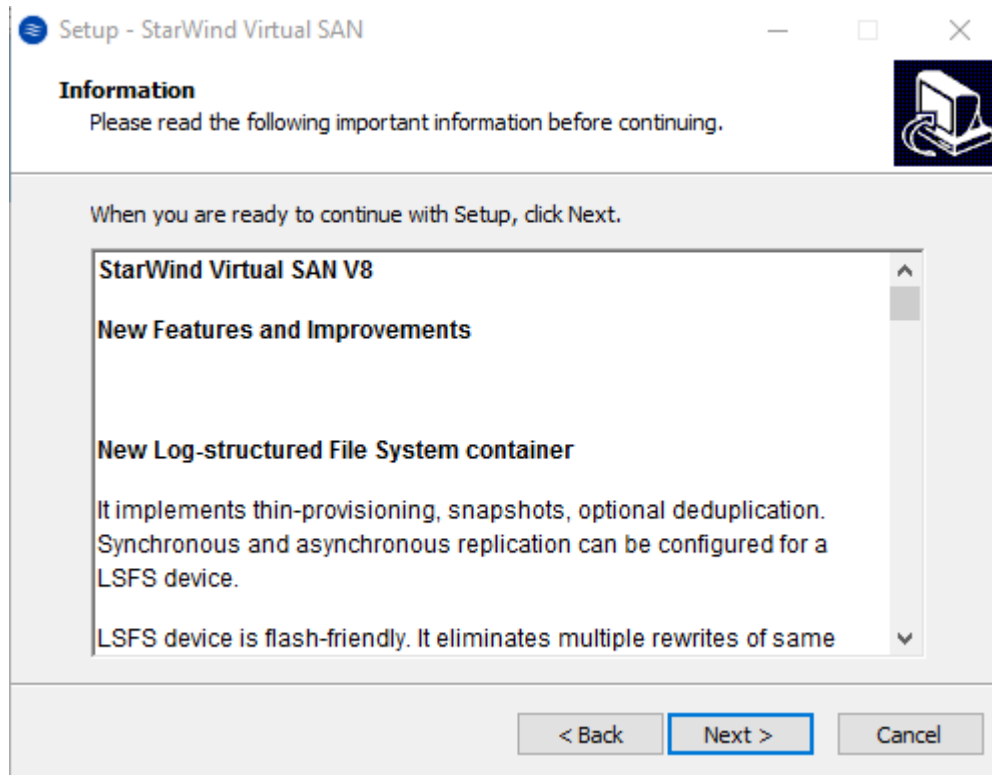 Setup - StarWind Virtual SAN
Information
Please read the following important information before continuing.
When you are ready to continue with Setup, click Next.
StarWind Virtual SAN V8
New Features and Improvements
New Log-structured File System container
It implements thin-provisioning, snapshots, optional deduplication.
Synchronous and asynchronous replication can be configured for a
LSFS device.
LSFS device is flash-friendly. It eliminates multiple rewrites of same
< Back
Next >
Cancel